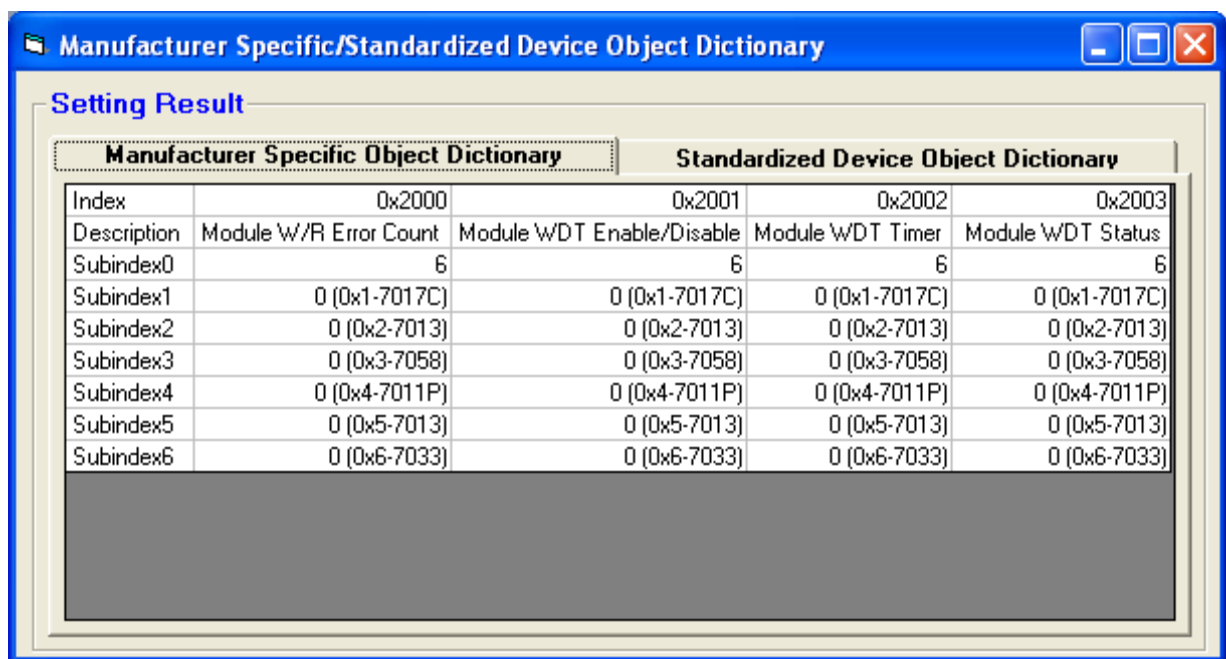 Manufacturer Specific/Standardized Device Object Dictionary
Setting Result
Manufacturer Specific Object Dictionary Standardized Device Object Dictionary
Index 0x2000 0x2001 0x2002 0x2003
Description Module W/R Error Count Module WDT Enable/Disable Module WDT Timer Module WDT Status
Subindex0 6 6 6 6
Subindex1 0 (0x1-7017C) 0 (0x1-7017C) 0 (0x1-7017C) 0 (0x1-7017C)
Subindex2 0 (0x2-7013) 0 (0x2-7013) 0 (0x2-7013) 0 (0x2-7013)
Subindex3 0 (0x3-7058) 0 (0x3-7058) 0 (0x3-7058) 0 (0x3-7058)
Subindex4 0 (0x4-7011P) 0 (0x4-7011P) 0 (0x4-7011P) 0 (0x4-7011P)
Subindex5 0 (0x5-7013) 0 (0x5-7013) 0 (0x5-7013) 0 (0x5-7013)
Subindex6 0 (0x6-7033) 0 (0x6-7033) 0 (0x6-7033) 0 (0x6-7033)